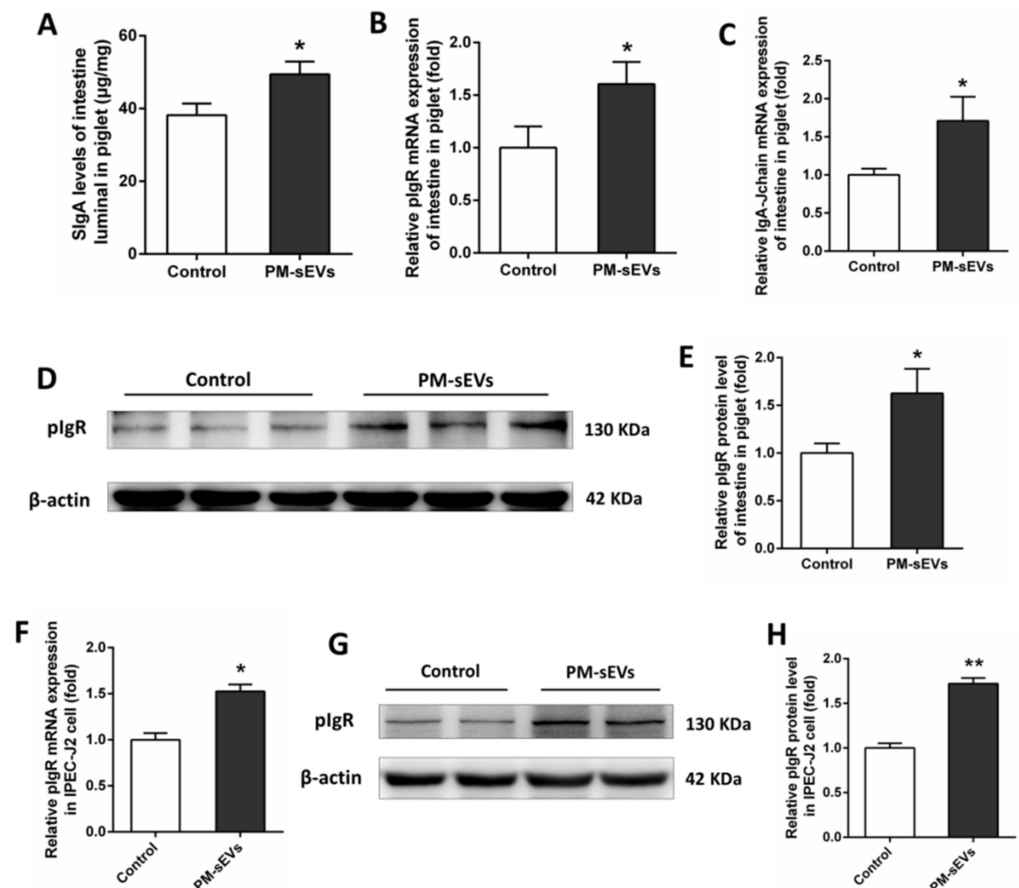 A
SIgA levels of intestine
luminal in piglet (μg/mg)
60
40
20
0
*
Control
PM-sEVs
B
Relative pIgR mRNA expression
of intestine in piglet (fold)
2.0
1.5
1.0
0.5
0.0
*
Control
PM-sEVs
C
Relative IgA-Jchain mRNA expression
of intestine in piglet (fold)
2.5
2.0
1.5
1.0
0.5
0.0
*
Control
PM-sEVs
D
Control
PM-sEVs
pIgR
130 KDa
β-actin
42 KDa
E
Relative pIgR protein level
of intestine in piglet (fold)
2.0
1.5
1.0
0.5
0.0
*
Control
PM-sEVs
F
Relative pIgR mRNA expression
in IPEC-J2 cell (fold)
2.0
1.5
1.0
0.5
0.0
*
Control
PM-sEVs
G
Control
PM-sEVs
pIgR
130 KDa
β-actin
42 KDa
H
Relative pIgR protein level
in IPEC-J2 cell (fold)
2.0
1.5
1.0
0.5
0.0
**
Control
PM-sEVs